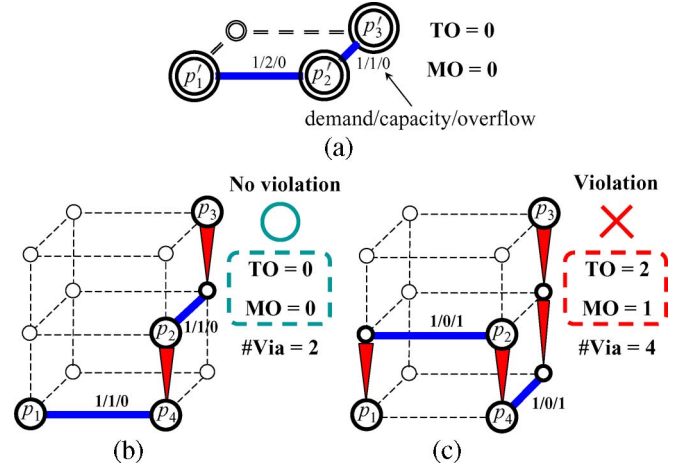 p′3
TO = 0
p′1
1/2/0
p′2
1/1/0
MO = 0
demand/capacity/overflow
(a)
No violation
Violation
p3
p3
TO = 0
TO = 2
MO = 0
MO = 1
p2
1/1/0
1/0/1
p2
#Via = 2
#Via = 4
p1
1/1/0
p4
p1
p4
1/0/1
(b)
(c)